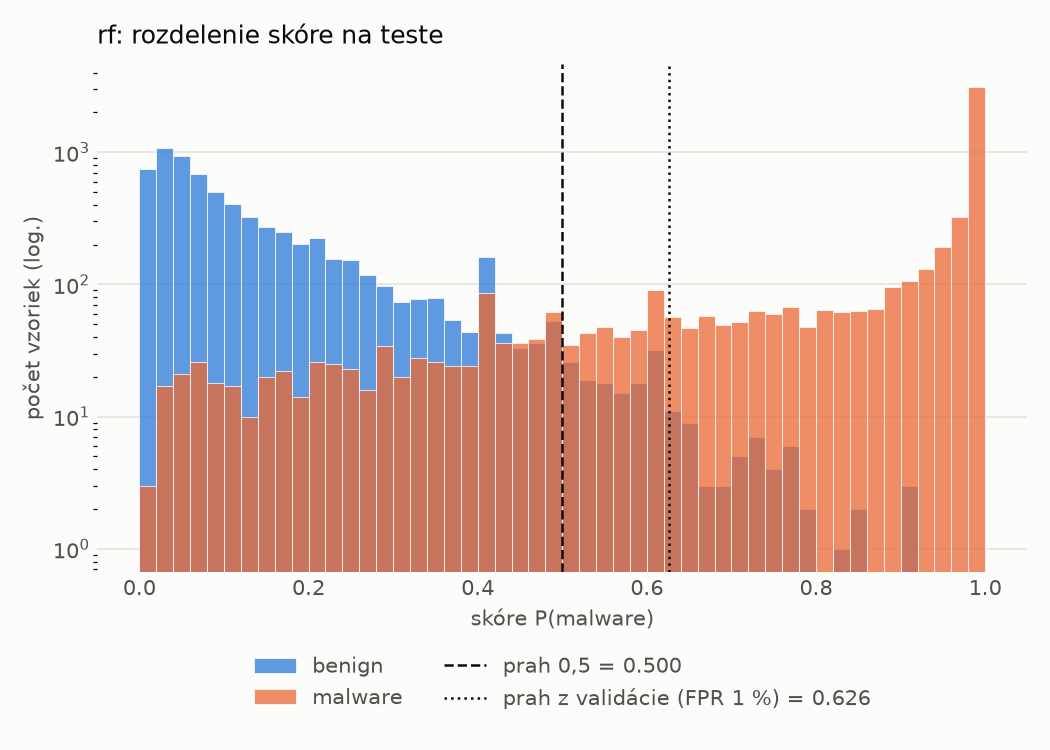 rf: rozdelenie skóre na teste
počet vzoriek (log.)
10³
10²
10¹
10⁰
0.0 0.2 0.4 0.6 0.8 1.0
skóre P(malware)
benign
malware
prah 0,5 = 0.500
prah z validácie (FPR 1 %) = 0.626